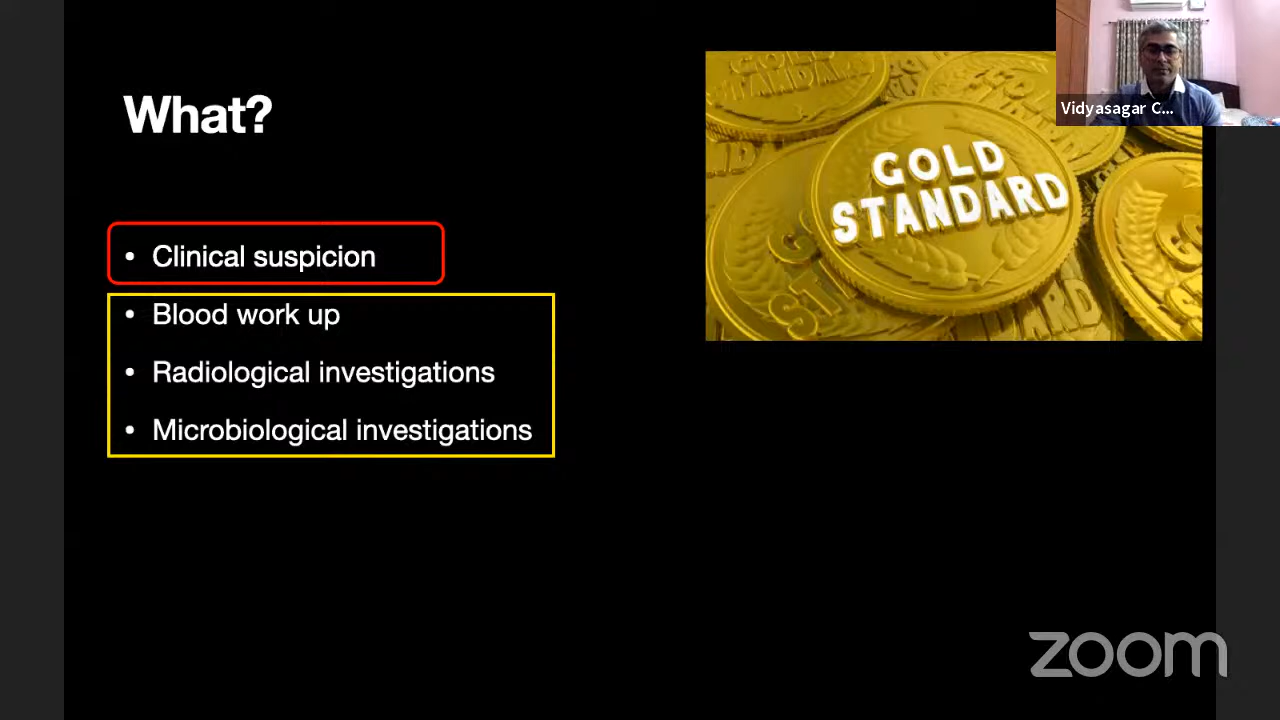 What?
Clinical suspicion
Blood work up
Radiological investigations
Microbiological investigations
GOLD
STANDARD
Vidyasagar C...
zoom